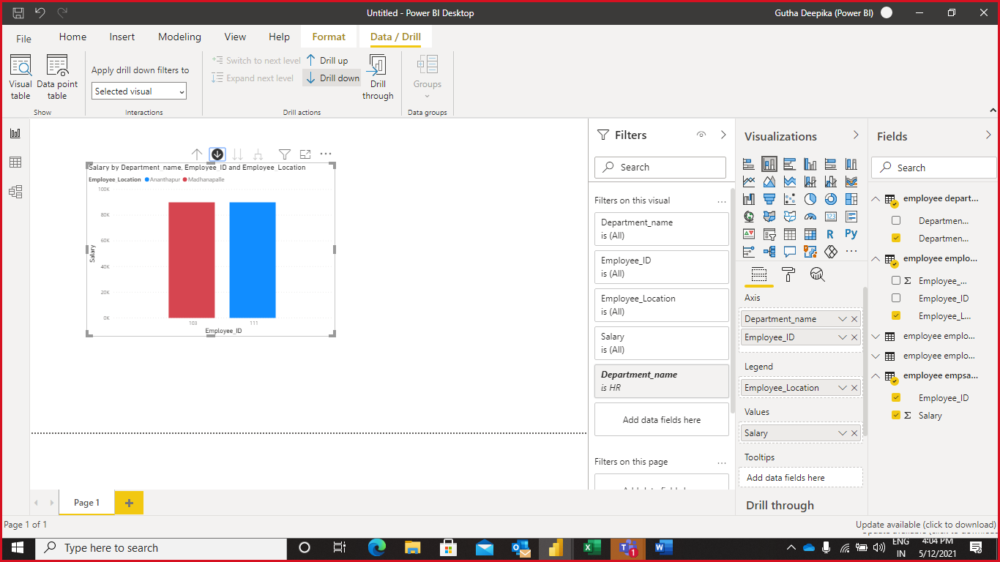 Untitled - Power BI Desktop
Gutha Deepika (Power BI)
File
Home
Insert
Modeling
View
Help
Format
Data / Drill
Visual table
Data point table
Show
Apply drill down filters to
Selected visual
Interactions
Switch to next level
Expand next level
Drill up
Drill down
Drill through
Drill actions
Groups
Data groups
Salary by Department_name, Employee_ID and Employee_Location
Employee_Location Ananthapur Madhanapalle
100K
80K
60K
40K
20K
0K
Salary
103
111
Employee_ID
Filters
Search
Filters on this visual
Department_name
is (All)
Employee_ID
is (All)
Employee_Location
is (All)
Salary
is (All)
Department_name
is HR
Add data fields here
Filters on this page
Visualizations
123
R
Py
Axis
Department_name
Employee_ID
Legend
Employee_Location
Values
Salary
Tooltips
Add data fields here
Drill through
Fields
Search
employee depart...
Departmen...
Departmen...
employee emplo...
Σ Employee_...
Employee_ID
Employee_L...
employee emplo...
employee emplo...
employee empsa...
Employee_ID
Σ Salary
Page 1
Page 1 of 1
Update available (click to download)
Type here to search
1
ENG
IN
4:04 PM
5/12/2021